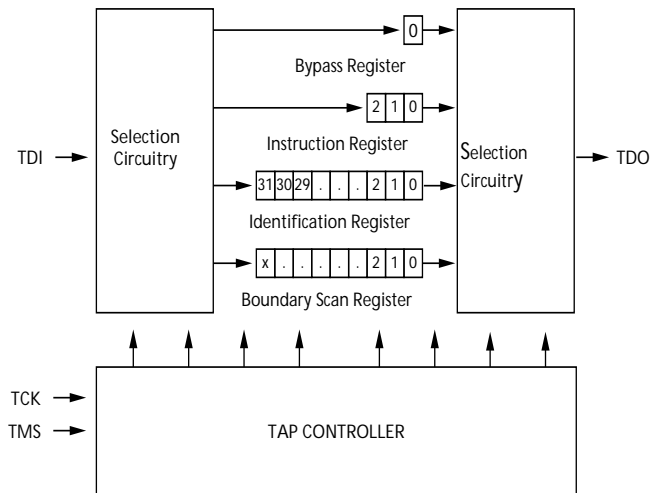 0
Bypass Register
2 1 0
Instruction Register
TDI
Selection
Circuitry
Selection
Circuitry
TDO
31 30 29 . . . 2 1 0
Identification Register
x . . . . . 2 1 0
Boundary Scan Register
TCK
TMS
TAP CONTROLLER